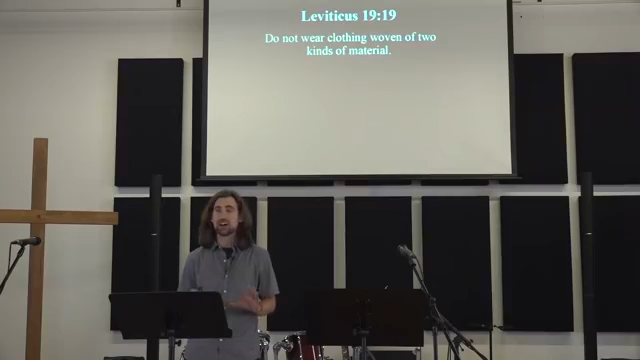 Leviticus 19:19
Do not wear clothing woven of two
kinds of material.